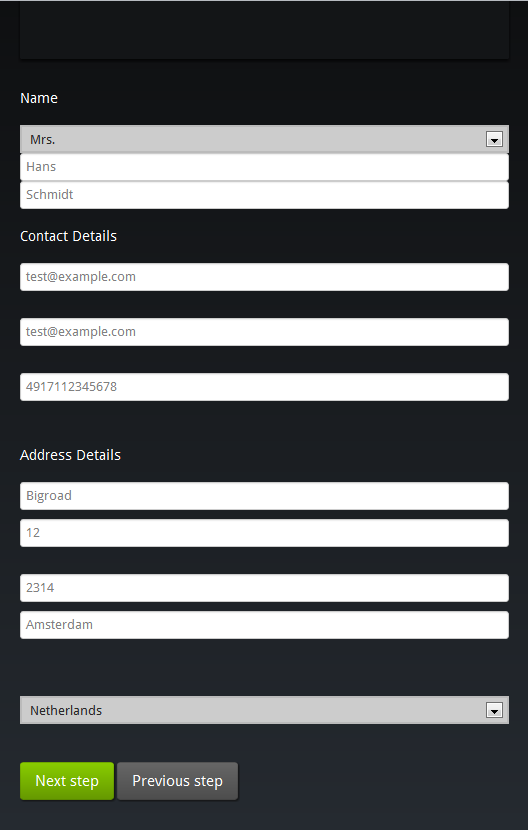 Name
Mrs.
Hans
Schmidt
Contact Details
test@example.com
test@example.com
4917112345678
Address Details
Bigroad
12
2314
Amsterdam
Netherlands
Next step Previous step